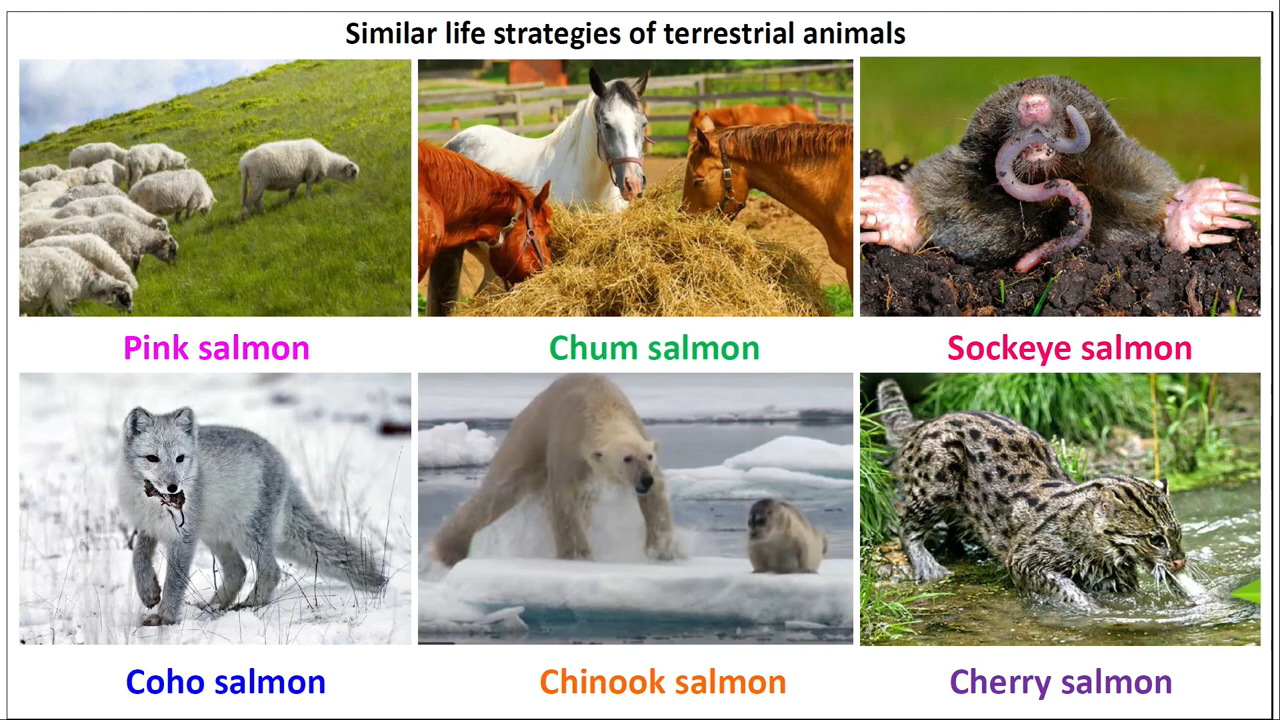 Similar life strategies of terrestrial animals
Pink salmon
Chum salmon
Sockeye salmon
Coho salmon
Chinook salmon
Cherry salmon